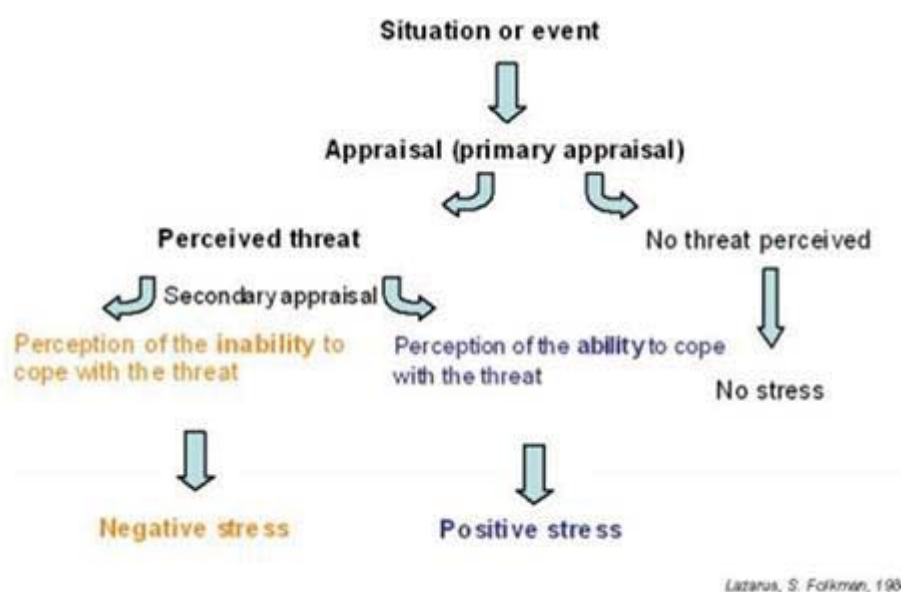 Situation or event
Appraisal (primary appraisal)
Perceived threat
No threat perceived
Secondary appraisal
Perception of the inability to
cope with the threat
Perception of the ability to cope
with the threat
No stress
Negative stress
Positive stress
Lazarus, S. Folkman, 198